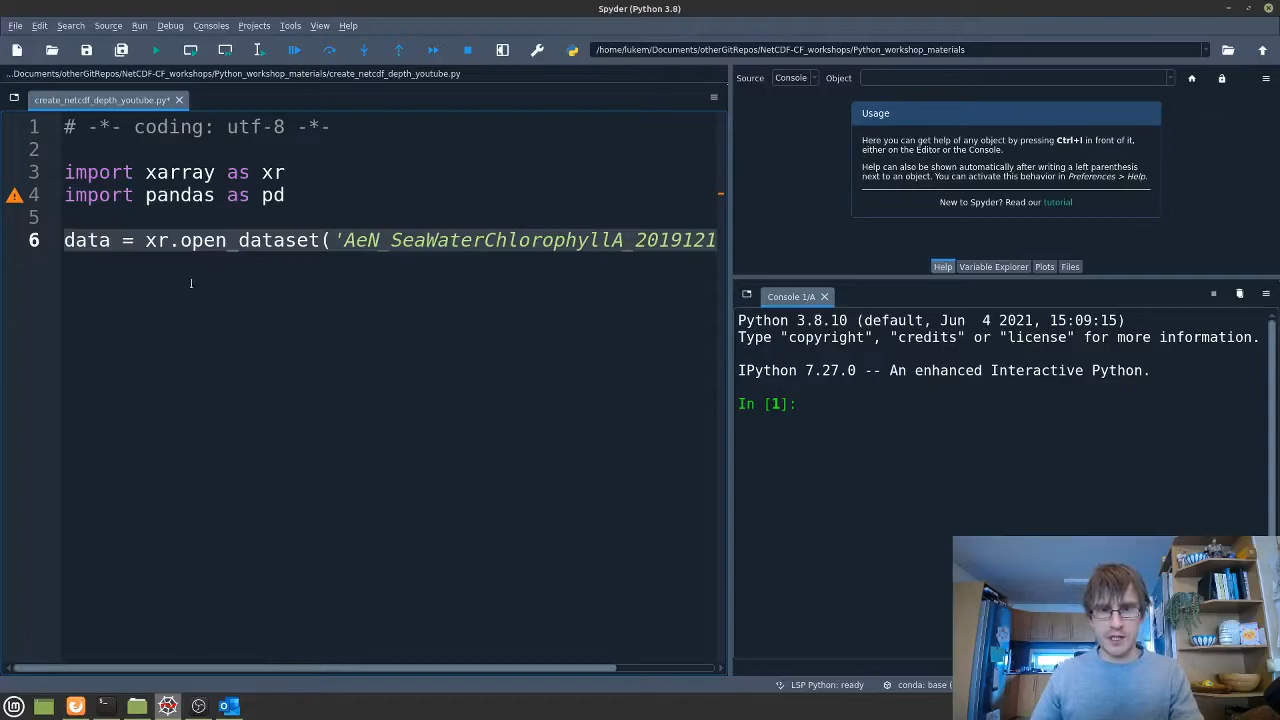 Spyder (Python 3.8)
File Edit Search Source Run Debug Consoles Projects Tools View Help
/home/lukem/Documents/otherGitRepos/NetCDF-CF_workshops/Python_workshop_materials
...Documents/otherGitRepos/NetCDF-CF_workshops/Python_workshop_materials/create_netcdf_depth_youtube.py
Source Console Object
create_netcdf_depth_youtube.py*
1 # -*- coding: utf-8 -*-
2
3 import xarray as xr
4 import pandas as pd
5
6 data = xr.open_dataset('AeN_SeaWaterChlorophyllA_2019121
Usage
Here you can get help of any object by pressing Ctrl+I in front of it,
either on the Editor or the Console.
Help can also be shown automatically after writing a left parenthesis
next to an object. You can activate this behavior in Preferences > Help.
New to Spyder? Read our tutorial
Help Variable Explorer Plots Files
Console 1/A
Python 3.8.10 (default, Jun 4 2021, 15:09:15)
Type "copyright", "credits" or "license" for more information.
IPython 7.27.0 -- An enhanced Interactive Python.
In [1]:
LSP Python: ready conda: base (